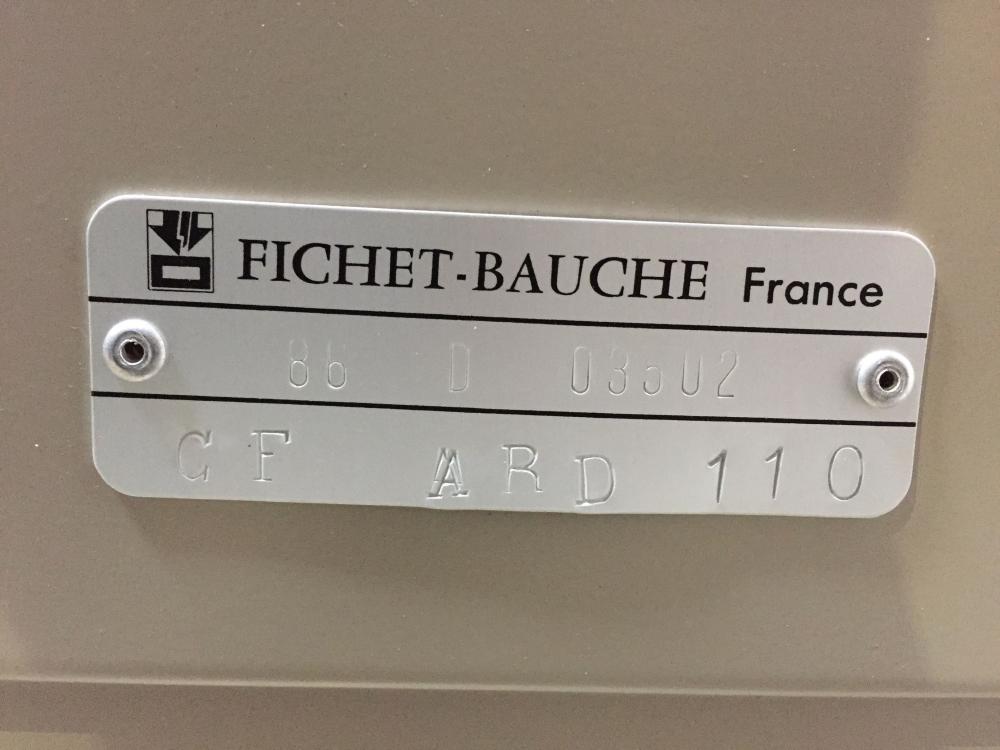 FICHET-BAUCHE France
86 D 03502
CF ARD 110